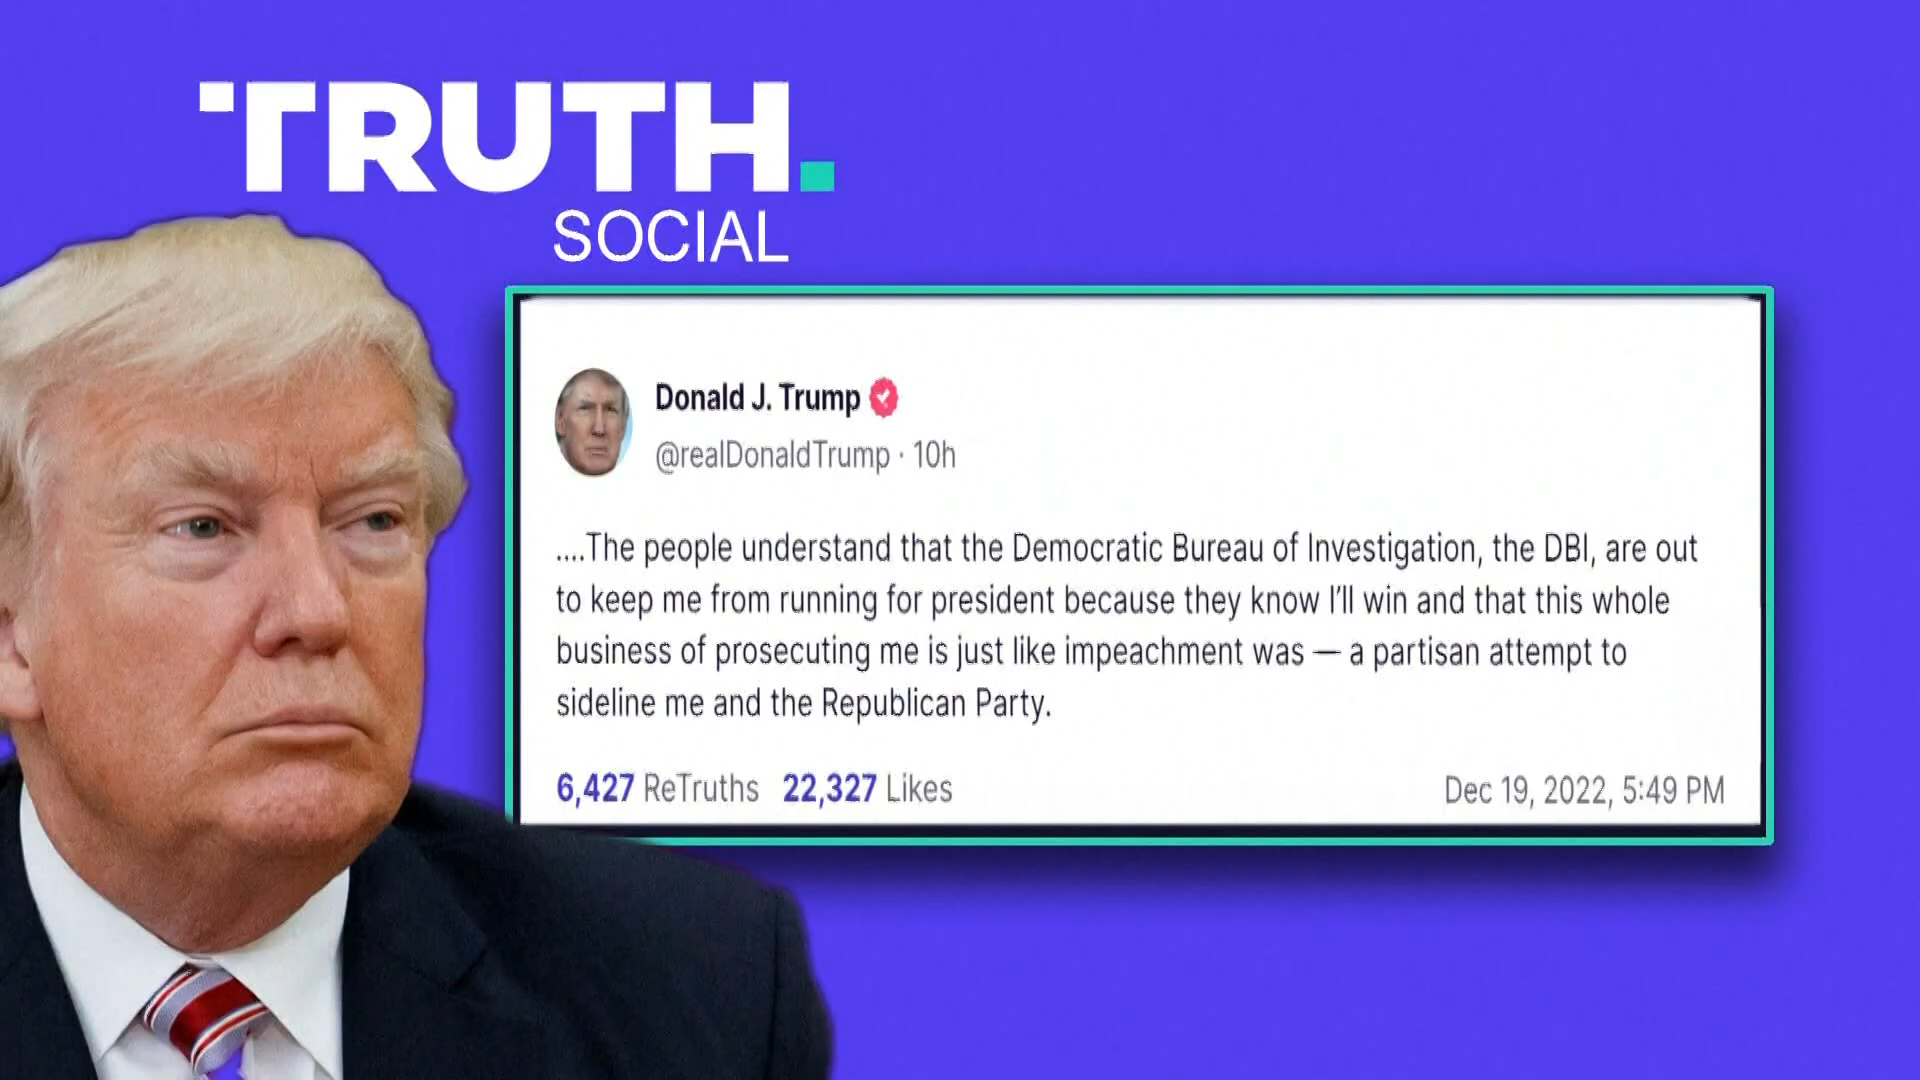 TRUTH.
SOCIAL
Donald J. Trump
@realDonaldTrump · 10h
....The people understand that the Democratic Bureau of Investigation, the DBI, are out
to keep me from running for president because they know I’ll win and that this whole
business of prosecuting me is just like impeachment was — a partisan attempt to
sideline me and the Republican Party.
6,427 ReTruths 22,327 Likes
Dec 19, 2022, 5:49 PM